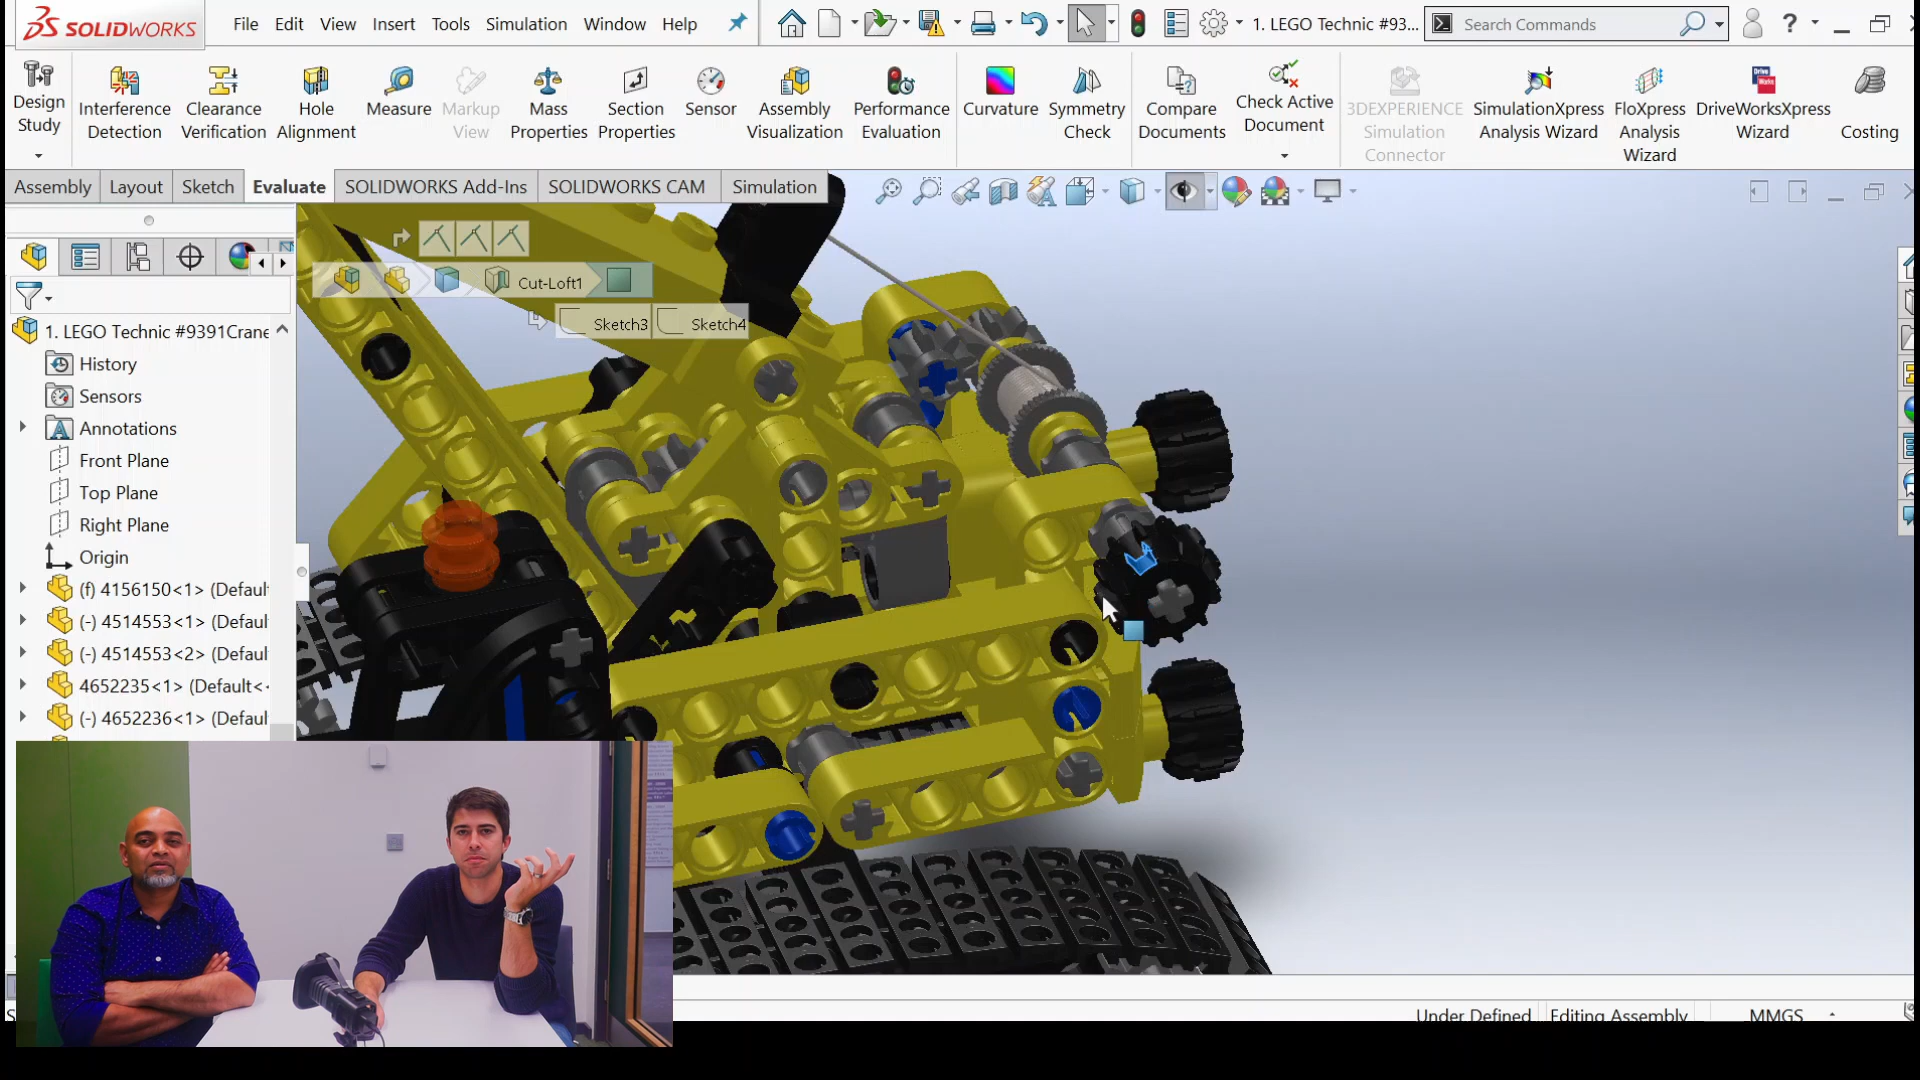 SOLIDWORKS File Edit View Insert Tools Simulation Window Help 1. LEGO Technic #93... Search Commands ?
Design Study
Interference Detection
Clearance Verification
Hole Alignment
Measure
Markup View
Mass Properties
Section Properties
Sensor
Assembly Visualization
Performance Evaluation
Curvature
Symmetry Check
Compare Documents
Check Active Document
3DEXPERIENCE Simulation Connector
SimulationXpress Analysis Wizard
FloXpress Analysis Wizard
DriveWorksXpress Wizard
Costing
Assembly Layout Sketch Evaluate SOLIDWORKS Add-Ins SOLIDWORKS CAM Simulation
Cut-Loft1
Sketch3 Sketch4
1. LEGO Technic #9391Crane
History
Sensors
Annotations
Front Plane
Top Plane
Right Plane
Origin
(f) 4156150<1> (Defaul
(-) 4514553<1> (Defaul
(-) 4514553<2> (Defaul
4652235<1> (Default<
(-) 4652236<1> (Defaul
Under Defined Editing Assembly MMGS